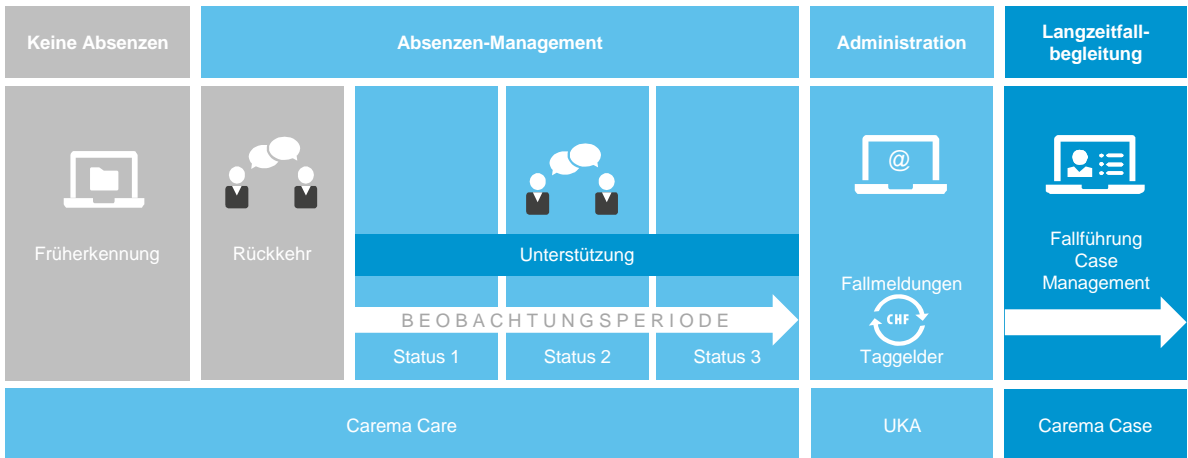 Keine Absenzen
Absenzen-Management
Administration
Langzeitfall-
begleitung
Früherkennung
Rückkehr
Unterstützung
BEOBACHTUNGSPERIODE
Status 1
Status 2
Status 3
@
Fallmeldungen
CHF
Taggelder
Fallführung
Case
Management
Carema Care
UKA
Carema Case